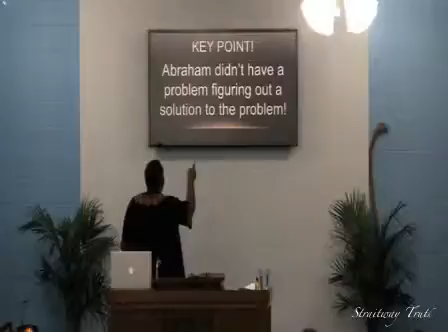 KEY POINT!
Abraham didn't have a
problem figuring out a
solution to the problem!
Straitway Truth